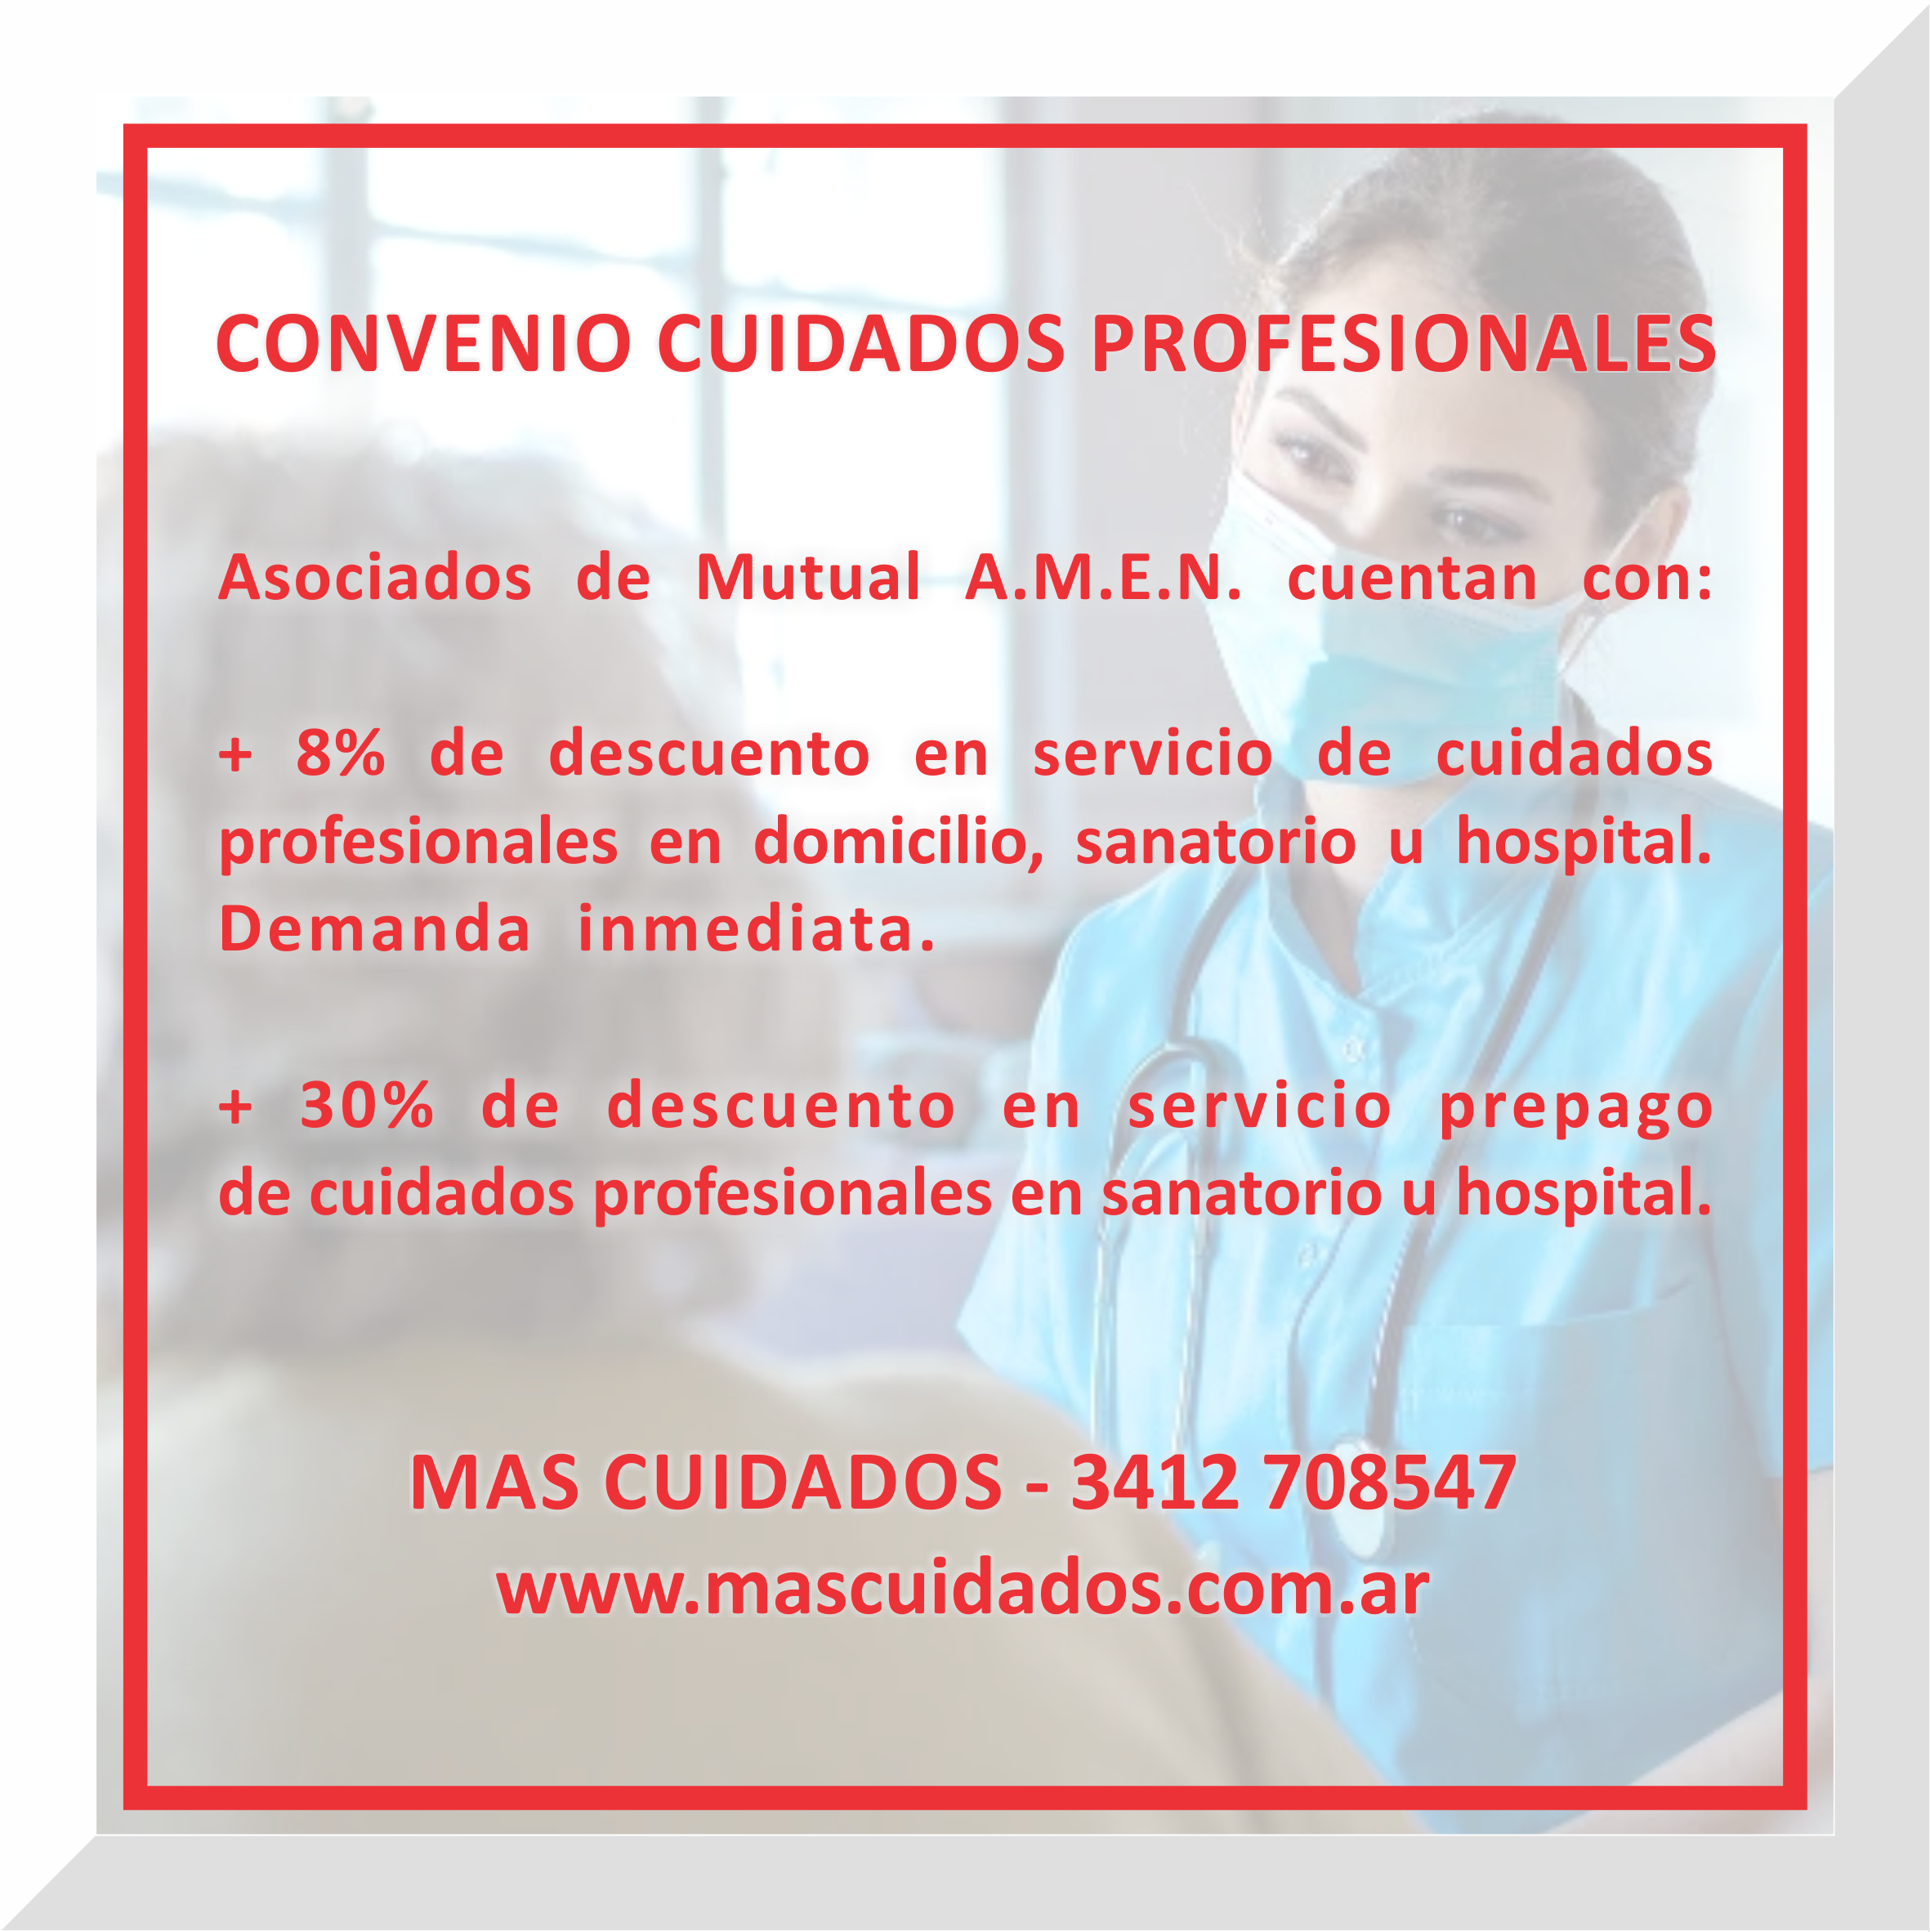 CONVENIO CUIDADOS PROFESIONALES
Asociados de Mutual A.M.E.N. cuentan con:
+ 8% de descuento en servicio de cuidados
profesionales en domicilio, sanatorio u hospital.
Demanda inmediata.
+ 30% de descuento en servicio prepago
de cuidados profesionales en sanatorio u hospital.
MAS CUIDADOS - 3412 708547
www.mascuidados.com.ar